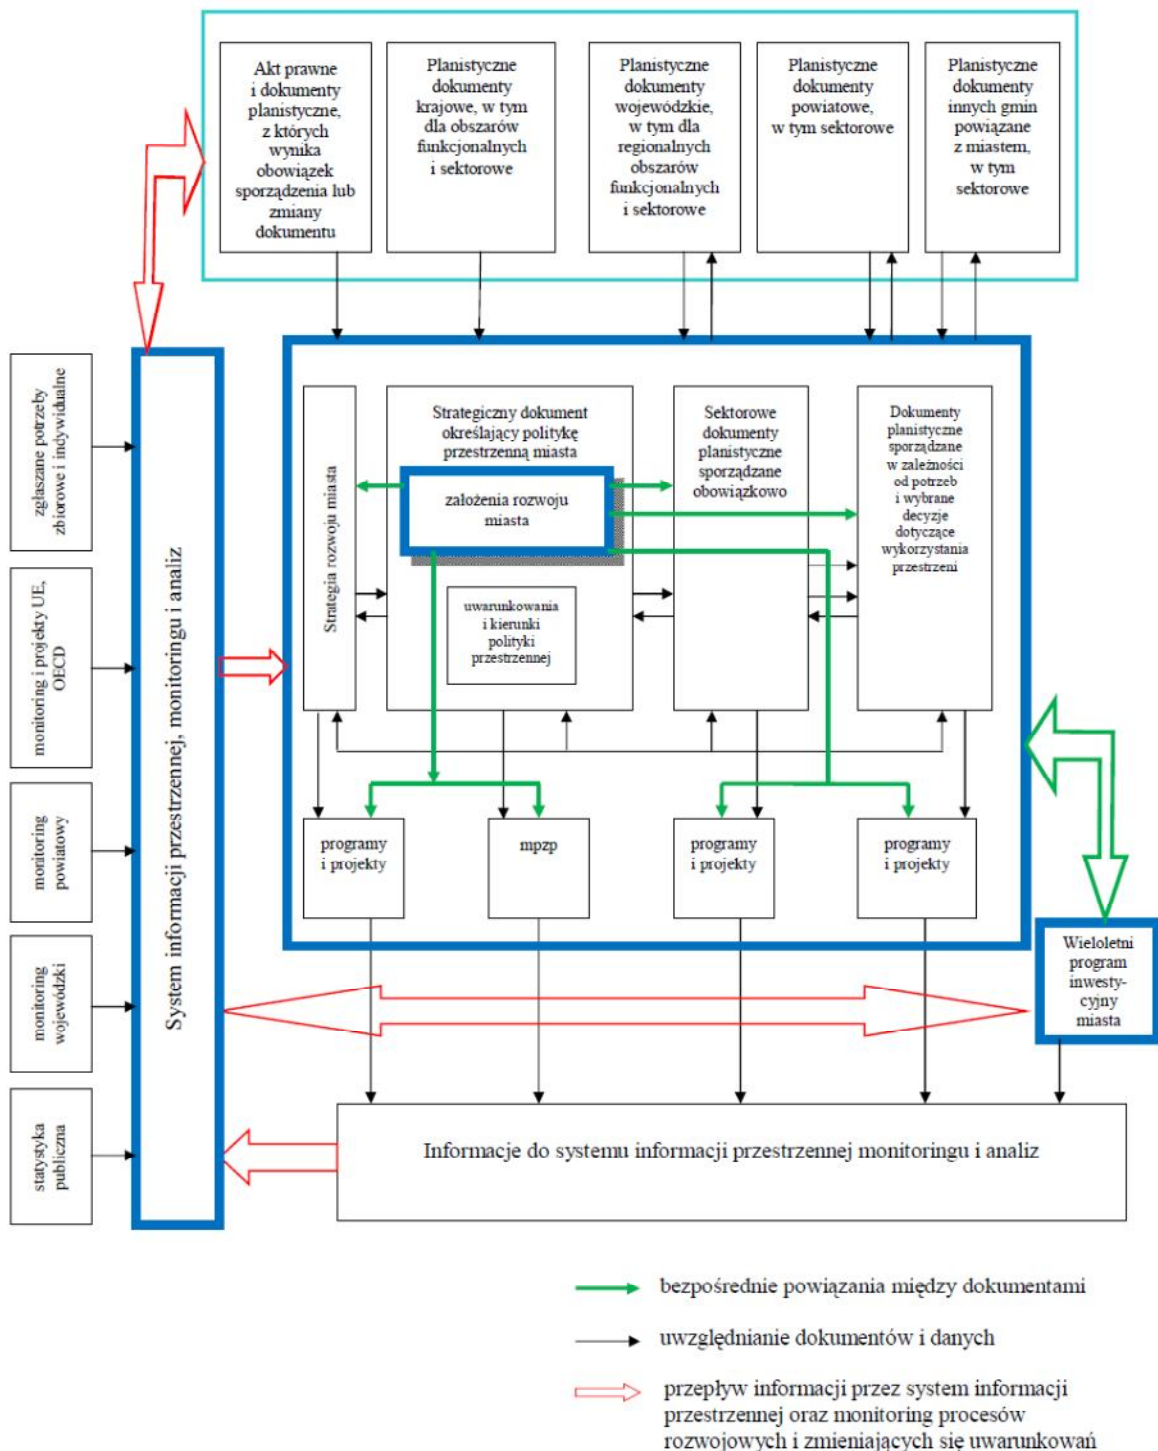 Akt prawne
i dokumenty
planistyczne,
z których
wynika
obowiązek
sporządzenia lub
zmiany
dokumentu
Planistyczne
dokumenty
krajowe, w tym
dla obszarów
funkcjonalnych
i sektorowe
Planistyczne
dokumenty
wojewódzkie,
w tym dla
regionalnych
obszarów
funkcjonalnych
i sektorowe
Planistyczne
dokumenty
powiatowe,
w tym sektorowe
Planistyczne
dokumenty
innych gmin
powiązane
z miastem,
w tym
sektorowe
zgłaszane potrzeby
zbiorowe i indywidualne
monitoring i projekty UE,
OECD
monitoring
powiatowy
monitoring
wojewódzki
statystyka
publiczna
System informacji przestrzennej, monitoringu i analiz
Strategia rozwoju miasta
Strategiczny dokument
określający politykę
przestrzenną miasta
założenia rozwoju
miasta
uwarunkowania
i kierunki
polityki
przestrzennej
Sektorowe
dokumenty
planistyczne
sporządzane
obowiązkowo
Dokumenty
planistyczne
sporządzane
w zależności
od potrzeb
i wybrane
decyzje
dotyczące
wykorzystania
przestrzeni
programy
i projekty
mpzp
programy
i projekty
programy
i projekty
Wieloletni
program
inwesty-
cyjny
miasta
Informacje do systemu informacji przestrzennej monitoringu i analiz
bezpośrednie powiązania między dokumentami
uwzględnianie dokumentów i danych
przepływ informacji przez system informacji
przestrzennej oraz monitoring procesów
rozwojowych i zmieniających się uwarunkowań